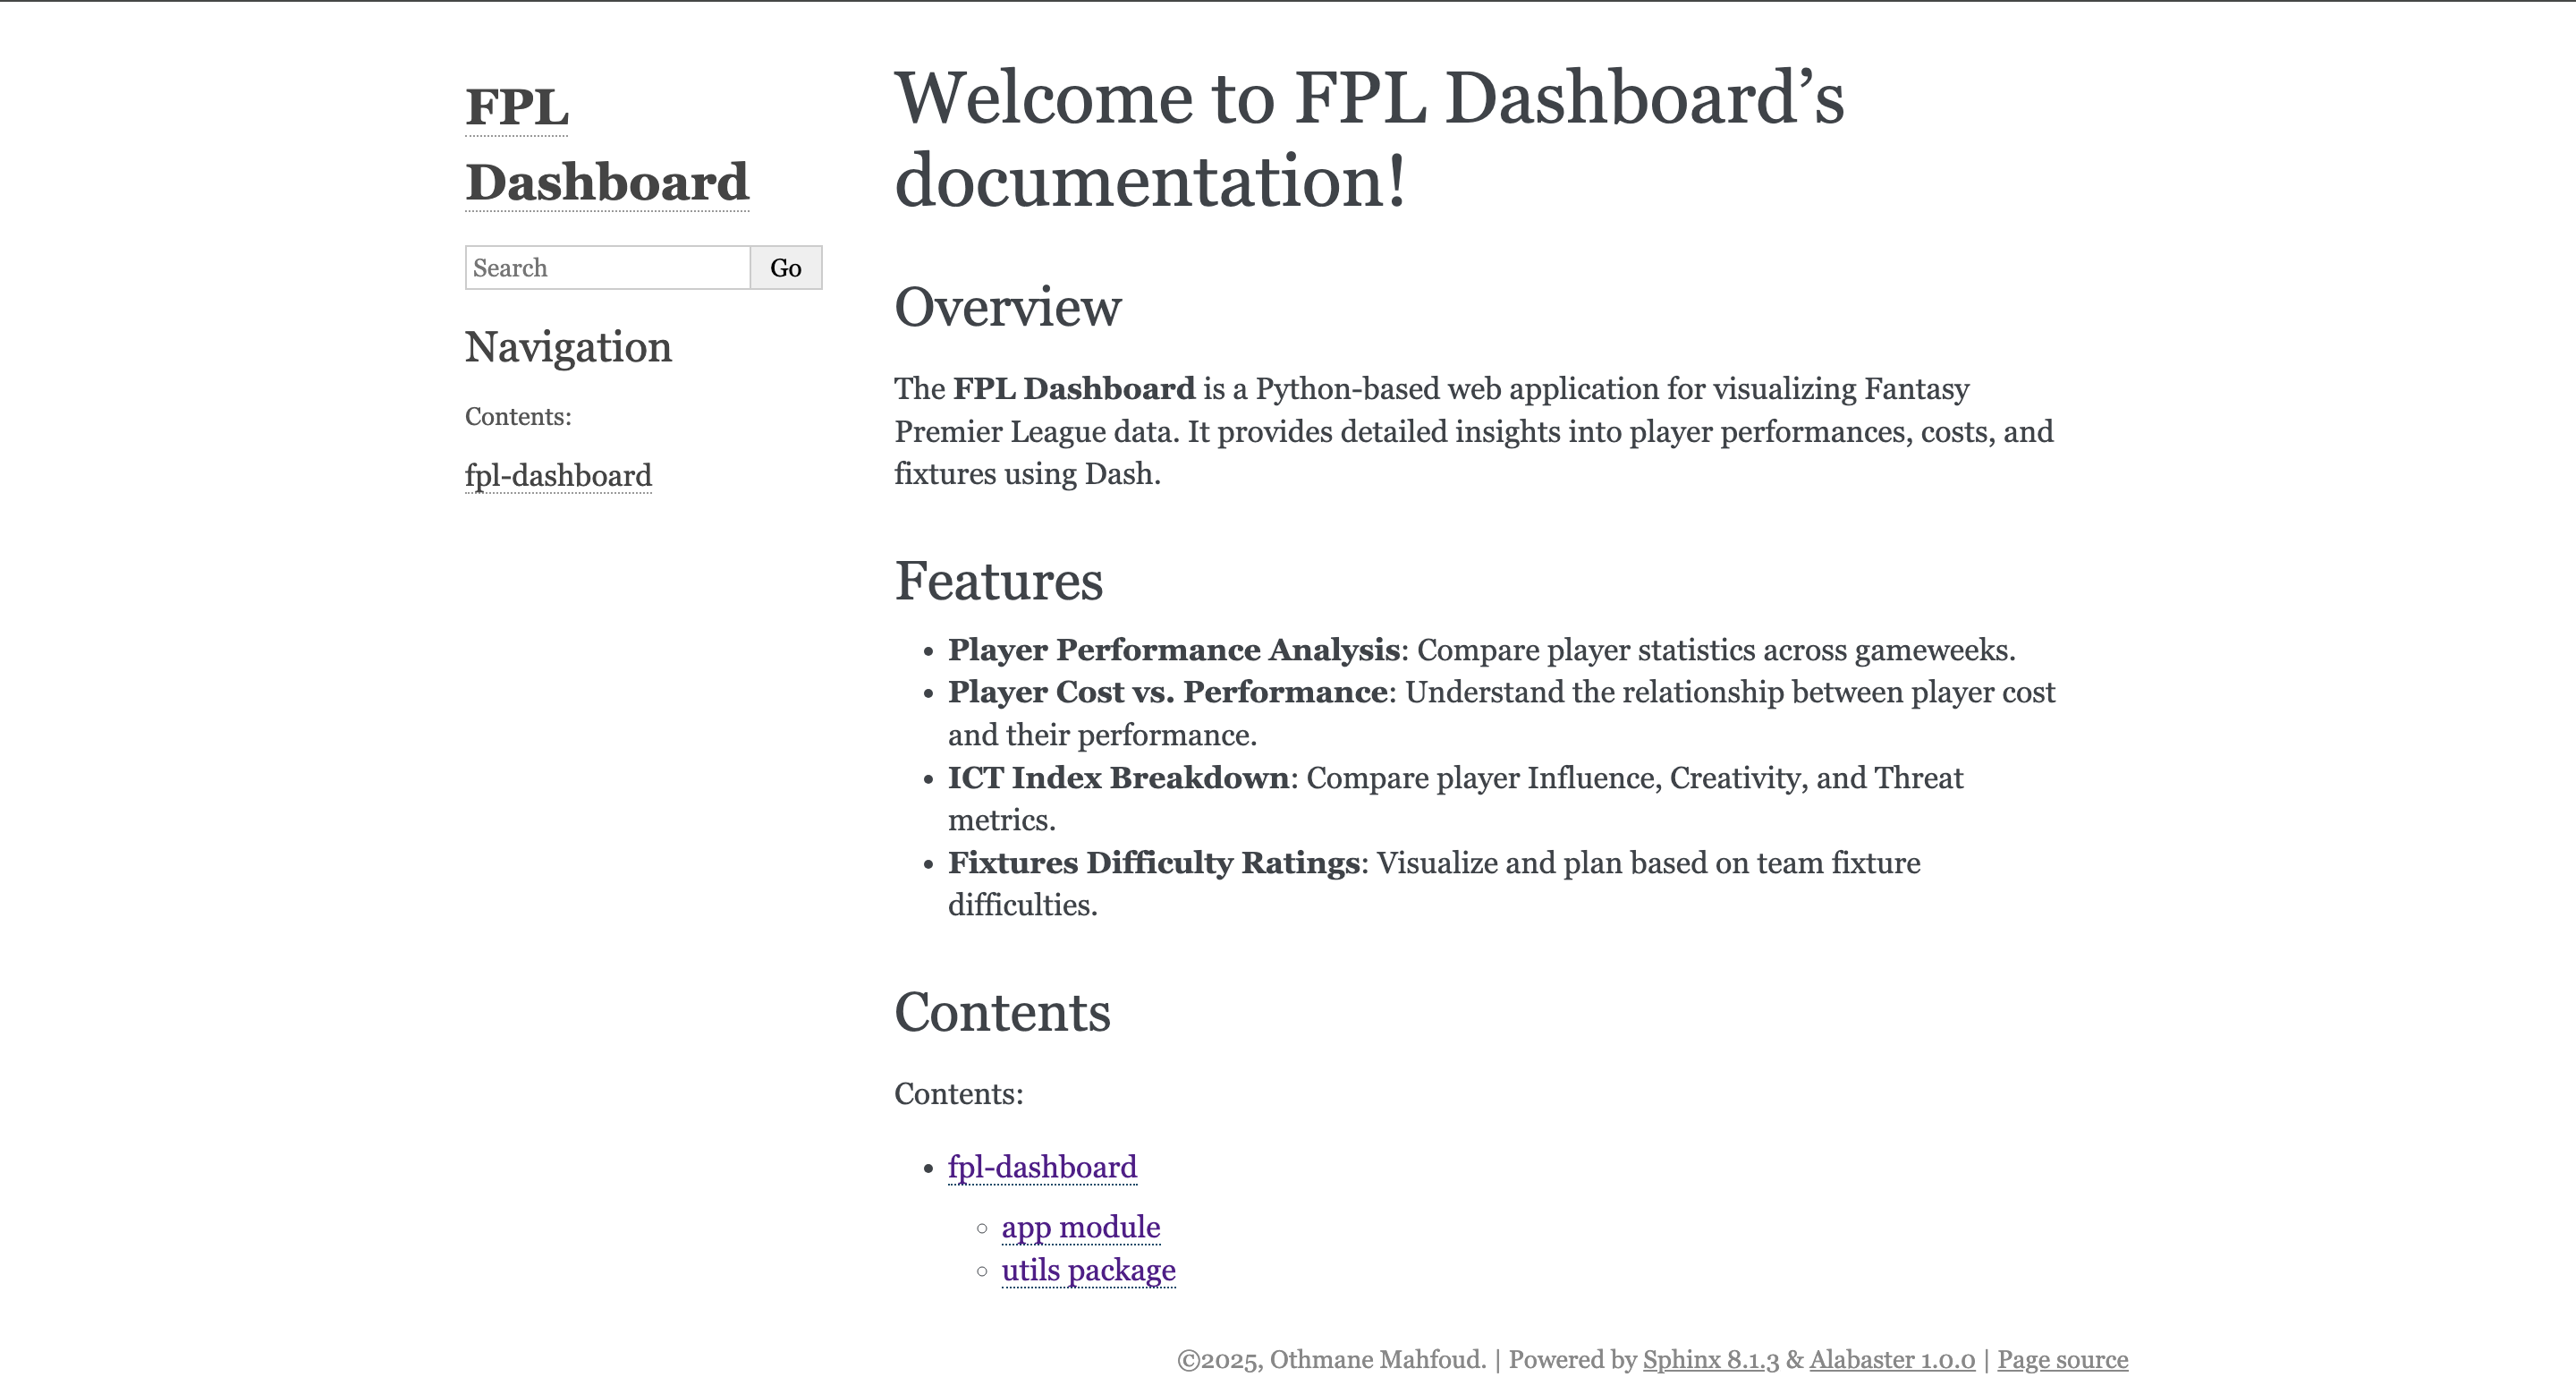 FPL
Dashboard
Search
Go
Navigation
Contents:
fpl-dashboard
Welcome to FPL Dashboard’s
documentation!
Overview
The FPL Dashboard is a Python-based web application for visualizing Fantasy
Premier League data. It provides detailed insights into player performances, costs, and
fixtures using Dash.
Features
• Player Performance Analysis: Compare player statistics across gameweeks.
• Player Cost vs. Performance: Understand the relationship between player cost
and their performance.
• ICT Index Breakdown: Compare player Influence, Creativity, and Threat
metrics.
• Fixtures Difficulty Ratings: Visualize and plan based on team fixture
difficulties.
Contents
Contents:
• fpl-dashboard
◦ app module
◦ utils package
©2025, Othmane Mahfoud. | Powered by Sphinx 8.1.3 & Alabaster 1.0.0 | Page source